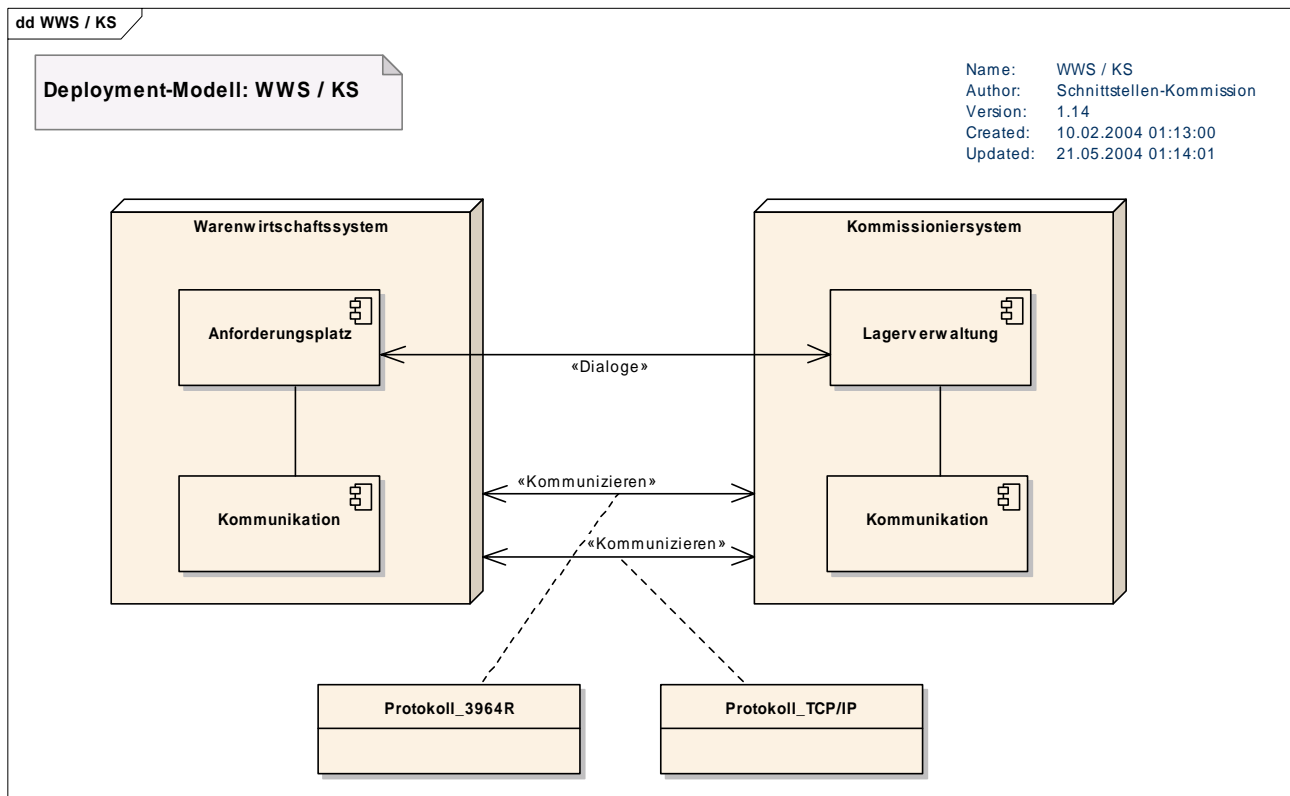 dd WWS / KS
Deployment-Modell: WWS / KS
Name: WWS / KS
Author: Schnittstellen-Kommission
Version: 1.14
Created: 10.02.2004 01:13:00
Updated: 21.05.2004 01:14:01
Warenwirtschaftssystem
Kommissioniersystem
Anforderungsplatz
Lagerverwaltung
«Dialoge»
«Kommunizieren»
Kommunikation
Kommunikation
«Kommunizieren»
Protokoll_3964R
Protokoll_TCP/IP